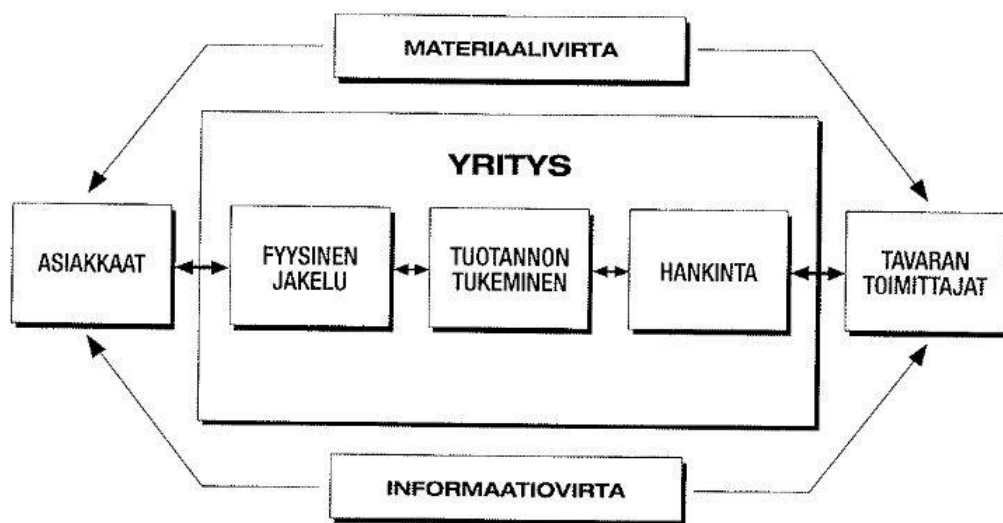 MATERIAALIVIRTA
YRITYS
ASIAKKAAT
FYYSINEN
JAKELU
TUOTANNON
TUKEMINEN
HANKINTA
TAVARAN
TOIMITTAJAT
INFORMAATIOVIRTA